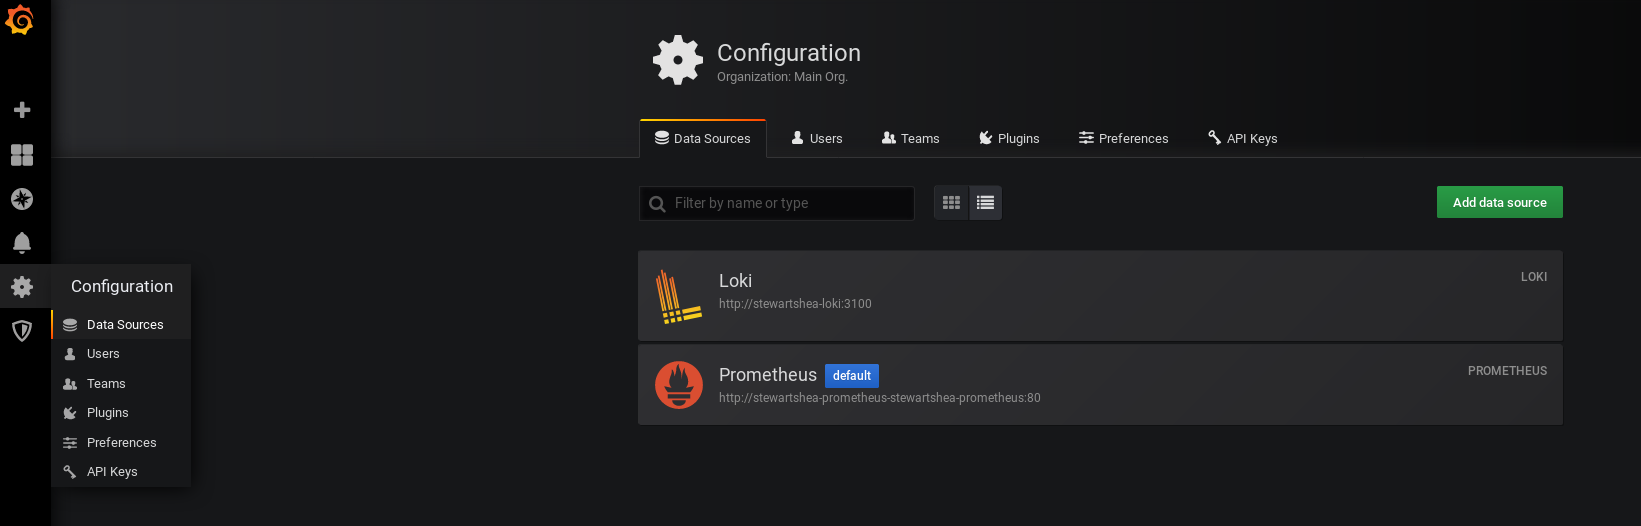 Configuration
Organization: Main Org.
Data Sources
Users
Teams
Plugins
Preferences
API Keys
Filter by name or type
Add data source
Loki
LOKI
http://stewartshea-loki:3100
Prometheus
default
PROMETHEUS
http://stewartshea-prometheus-stewartshea-prometheus:80
Configuration
Data Sources
Users
Teams
Plugins
Preferences
API Keys